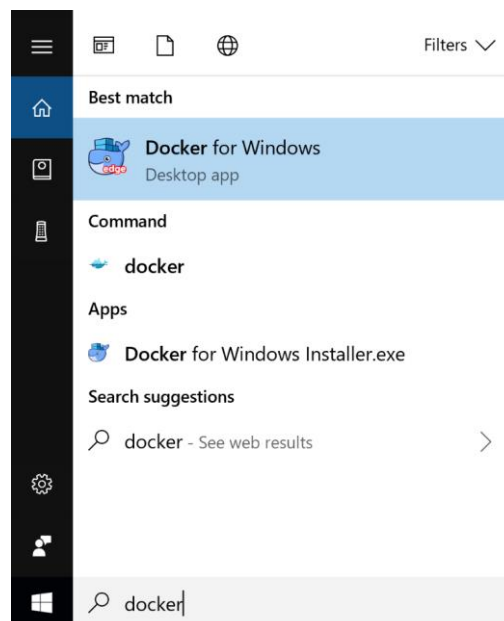 Filters
Best match
Docker for Windows
edge
Desktop app
Command
docker
Apps
Docker for Windows Installer.exe
Search suggestions
docker - See web results
docker